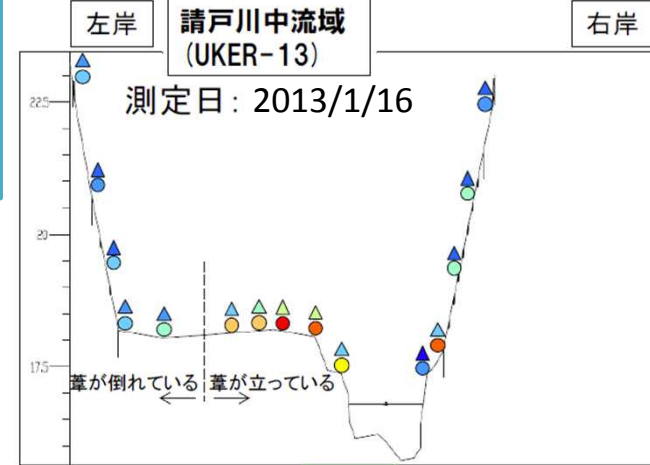 左岸
請戸川中流域
(UKER-13)
右岸
測定日: 2013/1/16
22.5
20
17.5
葦が倒れている
葦が立っている